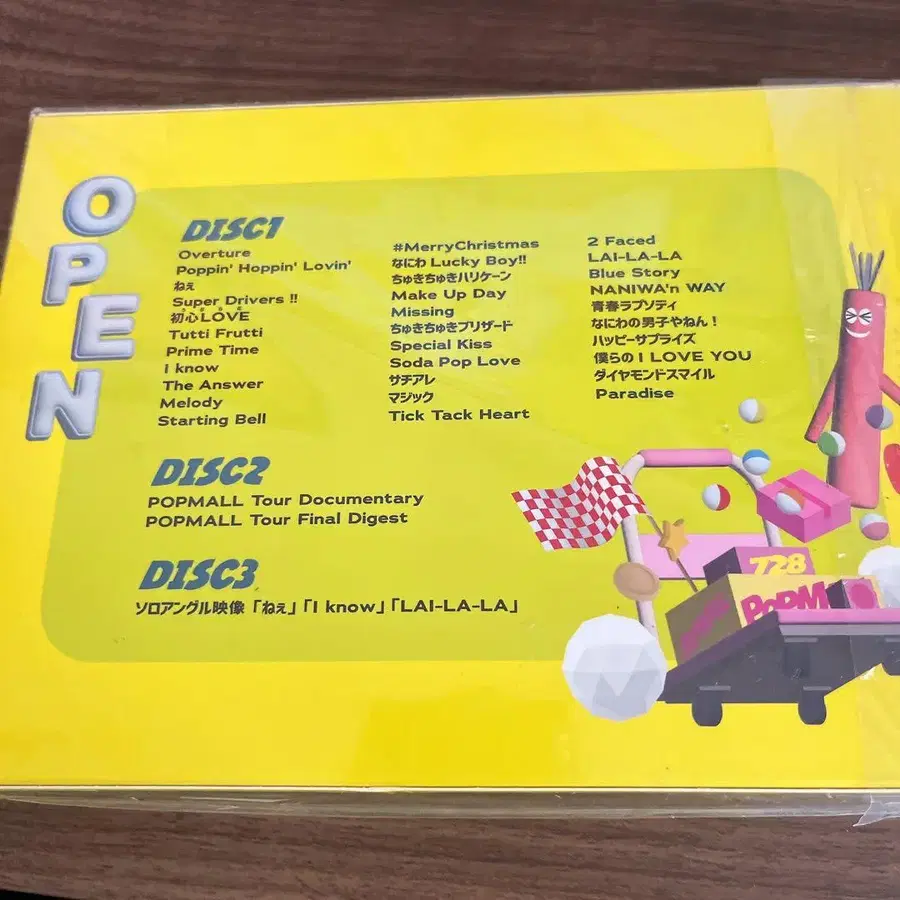 OPEN
DISC1
Overture
Poppin' Hoppin' Lovin'
ねぇ
Super Drivers !!
初心LOVE
Tutti Frutti
Prime Time
I know
The Answer
Melody
Starting Bell
#MerryChristmas
なにわ Lucky Boy!!
ちゅきちゅきハリケーン
Make Up Day
Missing
ちゅきちゅきブリザード
Special Kiss
Soda Pop Love
サチアレ
マジック
Tick Tack Heart
2 Faced
LAI-LA-LA
Blue Story
NANIWA'n WAY
青春ラプソディ
なにわの男子やねん！
ハッピーサプライズ
僕らの I LOVE YOU
ダイヤモンドスマイル
Paradise
DISC2
POPMALL Tour Documentary
POPMALL Tour Final Digest
DISC3
ソロアングル映像「ねぇ」「I know」「LAI-LA-LA」
728
POPM